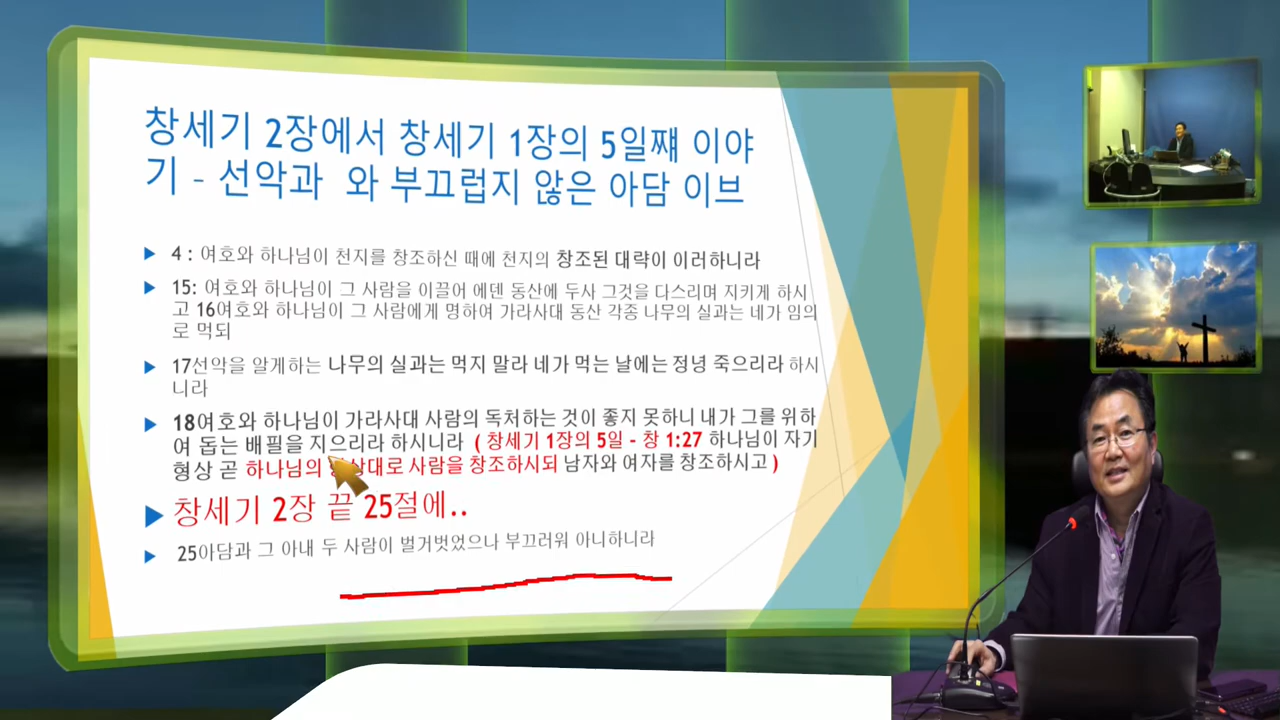 창세기 2장에서 창세기 1장의 5일쨰 이야
기 - 선악과 와 부끄럽지 않은 아담 이브
4 : 여호와 하나님이 천지를 창조하신 때에 천지의 창조된 대략이 이러하니라
15: 여호와 하나님이 그 사람을 이끌어 에덴 동산에 두사 그것을 다스리며 지키게 하시
고 16여호와 하나님이 그 사람에게 명하여 가라사대 동산 각종 나무의 실과는 네가 임의
로 먹되
17선악을 알게하는 나무의 실과는 먹지 말라 네가 먹는 날에는 정녕 죽으리라 하시
니라
18여호와 하나님이 가라사대 사람의 독처하는 것이 좋지 못하니 내가 그를 위하
여 돕는 배필을 지으리라 하시니라 ( 창세기 1장의 5일 - 창 1:27 하나님이 자기
형상 곧 하나님의 형상대로 사람을 창조하시되 남자와 여자를 창조하시고 )
창세기 2장 끝 25절에..
25아담과 그 아내 두 사람이 벌거벗었으나 부끄러워 아니하니라